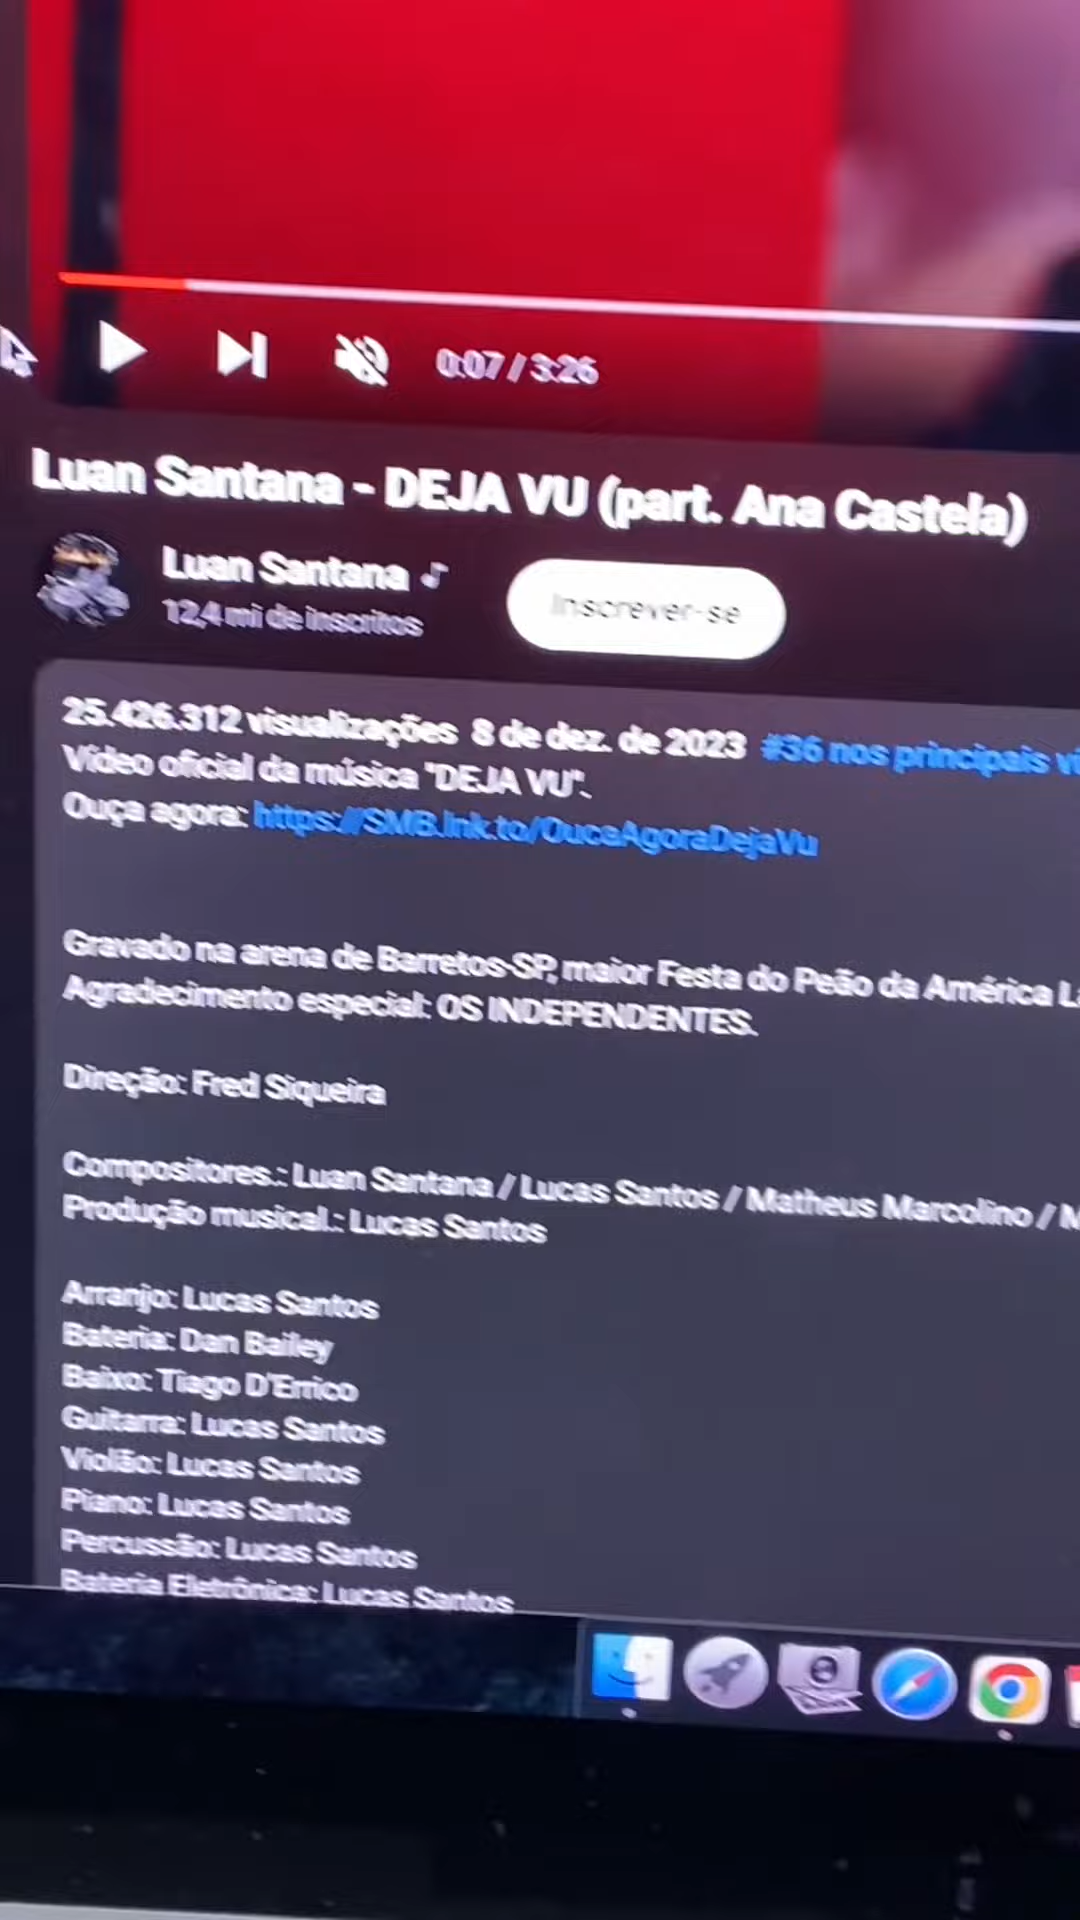 0:07 / 3:26
Luan Santana - DEJA VU (part. Ana Castela)
Luan Santana
12,4 mi de inscritos
Inscrever-se
25.426.312 visualizações 8 de dez. de 2023 #36 nos principais
Vídeo oficial da música "DEJA VU".
Ouça agora: https://SMB.lnk.to/OucaAgoraDejaVu
Gravado na arena de Barretos-SP, maior Festa do Peão da América
Agradecimento especial: OS INDEPENDENTES.
Direção: Fred Siqueira
Compositores.: Luan Santana / Lucas Santos / Matheus Marcolino / M
Produção musical.: Lucas Santos
Arranjo: Lucas Santos
Bateria: Dan Bailey
Baixo: Tiago D'Errico
Guitarra: Lucas Santos
Violão: Lucas Santos
Piano: Lucas Santos
Percussão: Lucas Santos
Bateria Eletrônica: Lucas Santos